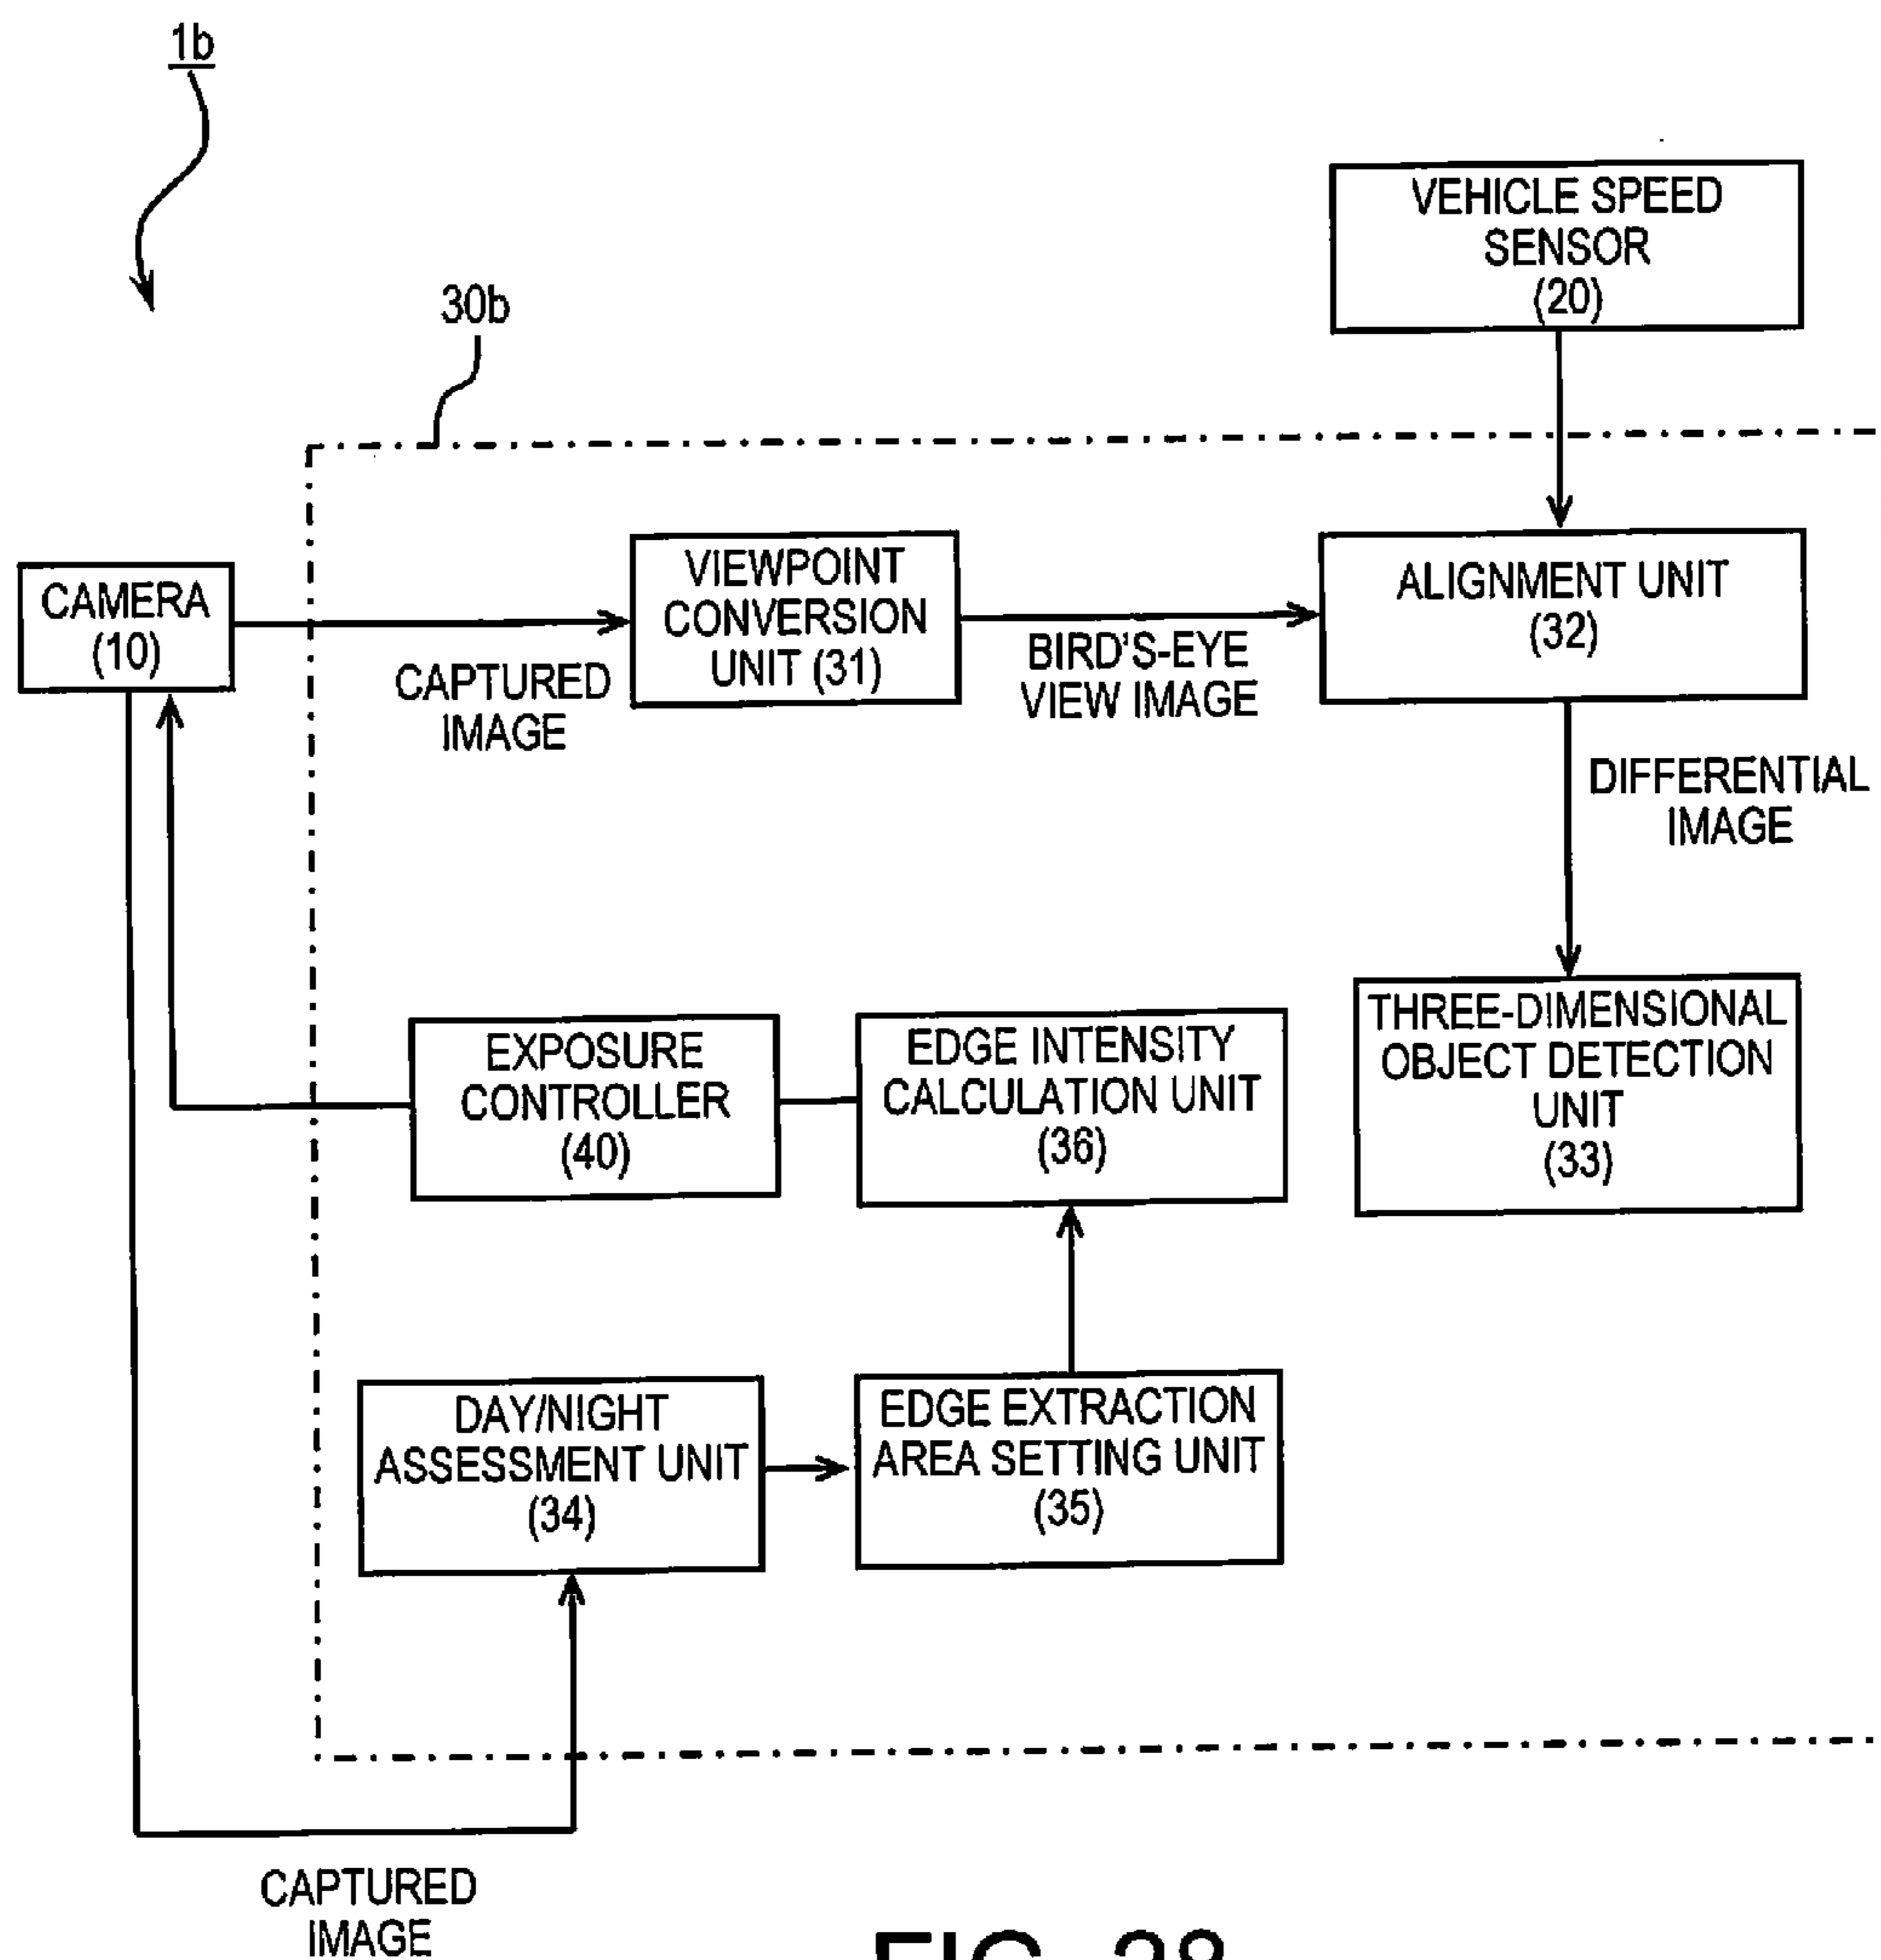 1b
VEHICLE SPEED
SENSOR
(20)
30b
CAMERA
(10)
CAPTURED
IMAGE
VIEWPOINT
CONVERSION
UNIT (31)
BIRD'S-EYE
VIEW IMAGE
ALIGNMENT UNIT
(32)
DIFFERENTIAL
IMAGE
EXPOSURE
CONTROLLER
(40)
EDGE INTENSITY
CALCULATION UNIT
(36)
THREE-DIMENSIONAL
OBJECT DETECTION
UNIT
(33)
DAY/NIGHT
ASSESSMENT UNIT
(34)
EDGE EXTRACTION
AREA SETTING UNIT
(35)
CAPTURED
IMAGE
FIG. 28